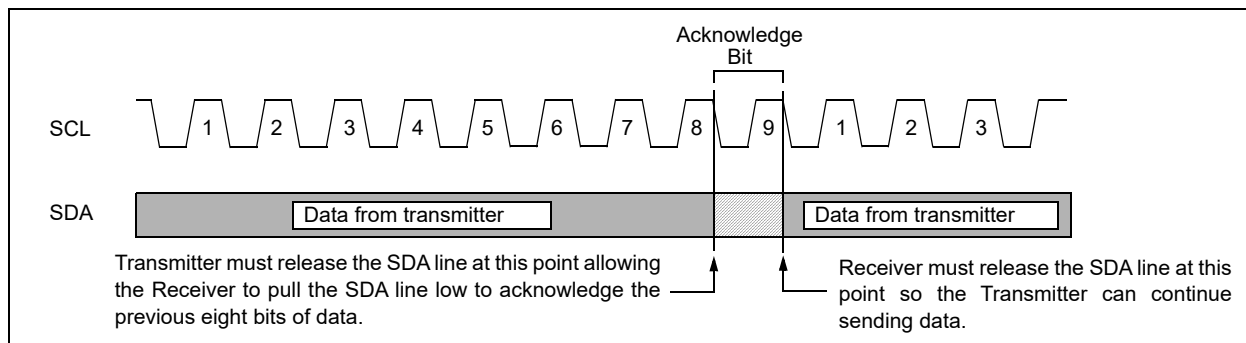 Acknowledge
Bit
SCL
1 2 3 4 5 6 7 8 9 1 2 3
SDA
Data from transmitter
Data from transmitter
Transmitter must release the SDA line at this point allowing
the Receiver to pull the SDA line low to acknowledge the
previous eight bits of data.
Receiver must release the SDA line at this
point so the Transmitter can continue
sending data.